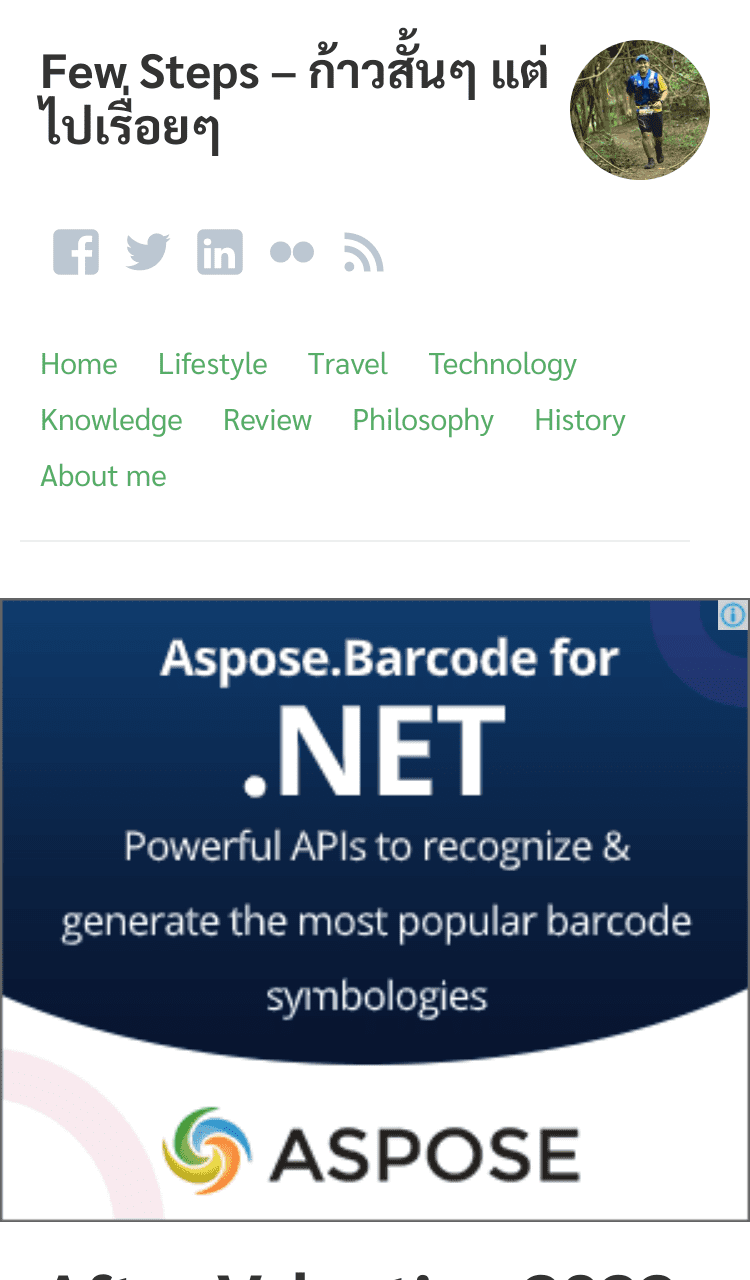 Few Steps – ก้าวสั้นๆ แต่
ไปเรื่อยๆ
Home Lifestyle Travel Technology
Knowledge Review Philosophy History
About me
Aspose.Barcode for
.NET
Powerful APIs to recognize &
generate the most popular barcode
symbologies
ASPOSE